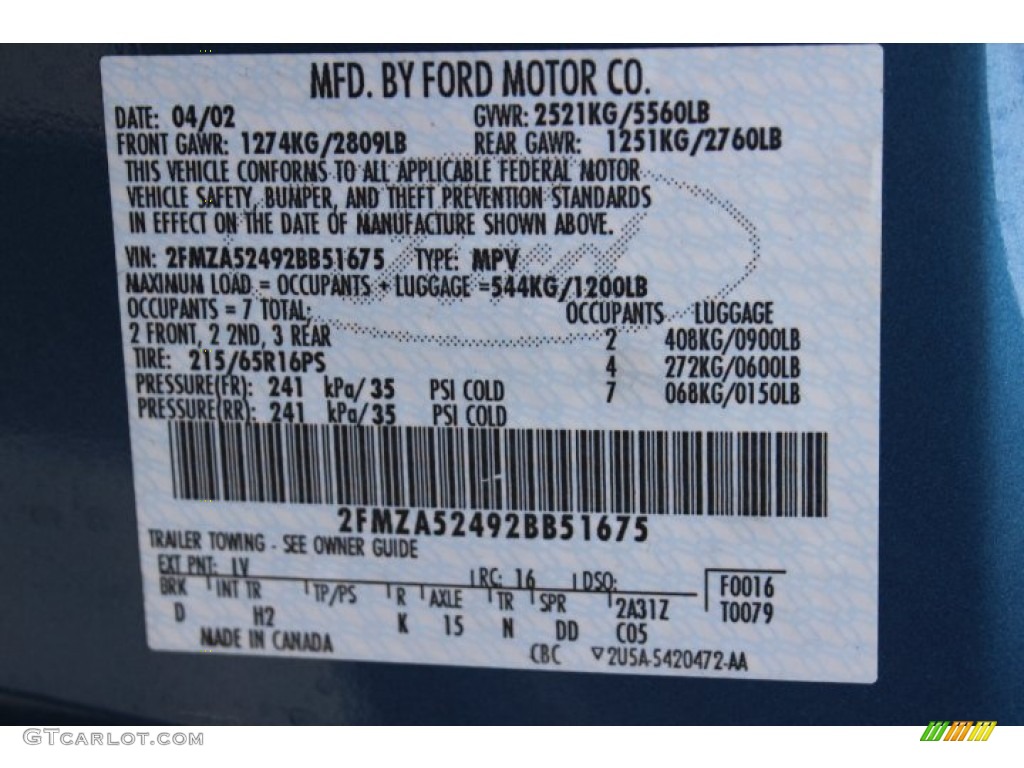 MFD. BY FORD MOTOR CO.
DATE: 04/02 GVWR: 2521KG/5560LB
FRONT GAWR: 1274KG/2809LB REAR GAWR: 1251KG/2760LB
THIS VEHICLE CONFORMS TO ALL APPLICABLE FEDERAL MOTOR
VEHICLE SAFETY, BUMPER, AND THEFT PREVENTION STANDARDS
IN EFFECT ON THE DATE OF MANUFACTURE SHOWN ABOVE.
VIN: 2FMZA52492BB51675 TYPE: MPV
MAXIMUM LOAD = OCCUPANTS + LUGGAGE =544KG/1200LB
OCCUPANTS = 7 TOTAL; OCCUPANTS LUGGAGE
2 FRONT, 2 2ND, 3 REAR 2 408KG/0900LB
TIRE: 215/65R16PS 4 272KG/0600LB
PRESSURE(FR): 241 kPa/35 PSI COLD 7 068KG/0150LB
PRESSURE(RR): 241 kPa/35 PSI COLD
2FMZA52492BB51675
TRAILER TOWING - SEE OWNER GUIDE
EXT PNT: LV RC: 16 DSO: F0016
BRK INT TR TP/PS R AXLE TR SPR 2A31Z T0079
D H2 K 15 N DD C05
MADE IN CANADA CBC ▽2U5A-5420472-AA
GTCARLOT.COM